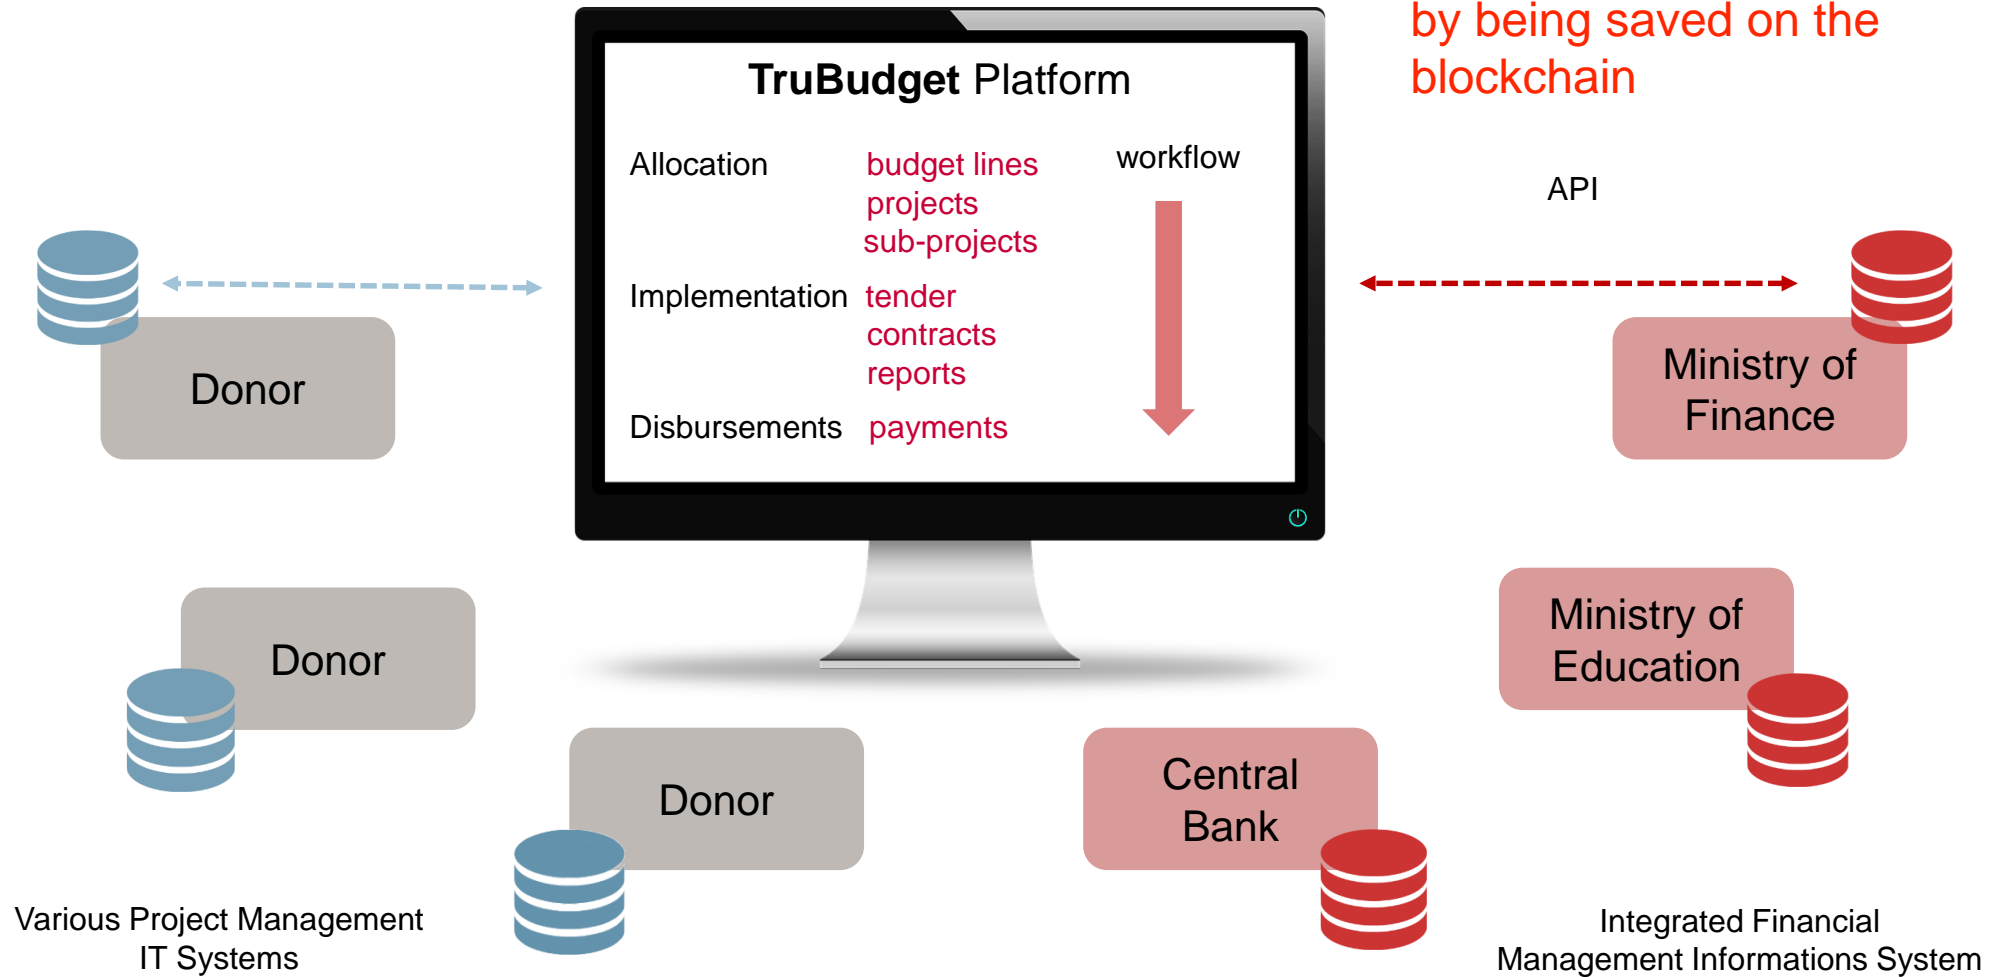 by being saved on the
blockchain
TruBudget Platform
Allocation budget lines workflow
projects
sub-projects
API
Implementation tender
contracts
reports
Disbursements payments
Donor
Ministry of
Finance
Donor
Ministry of
Education
Donor
Central
Bank
Various Project Management
IT Systems
Integrated Financial
Management Informations System